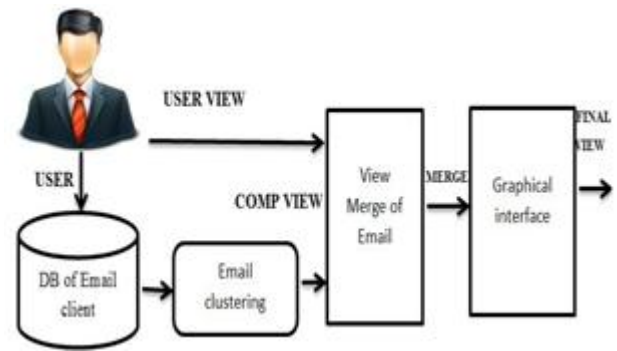 USER VIEW
USER
COMP VIEW
View
Merge of
Email
MERGE
Graphical
interface
FINAL
VIEW
DB of Email
client
Email
clustering